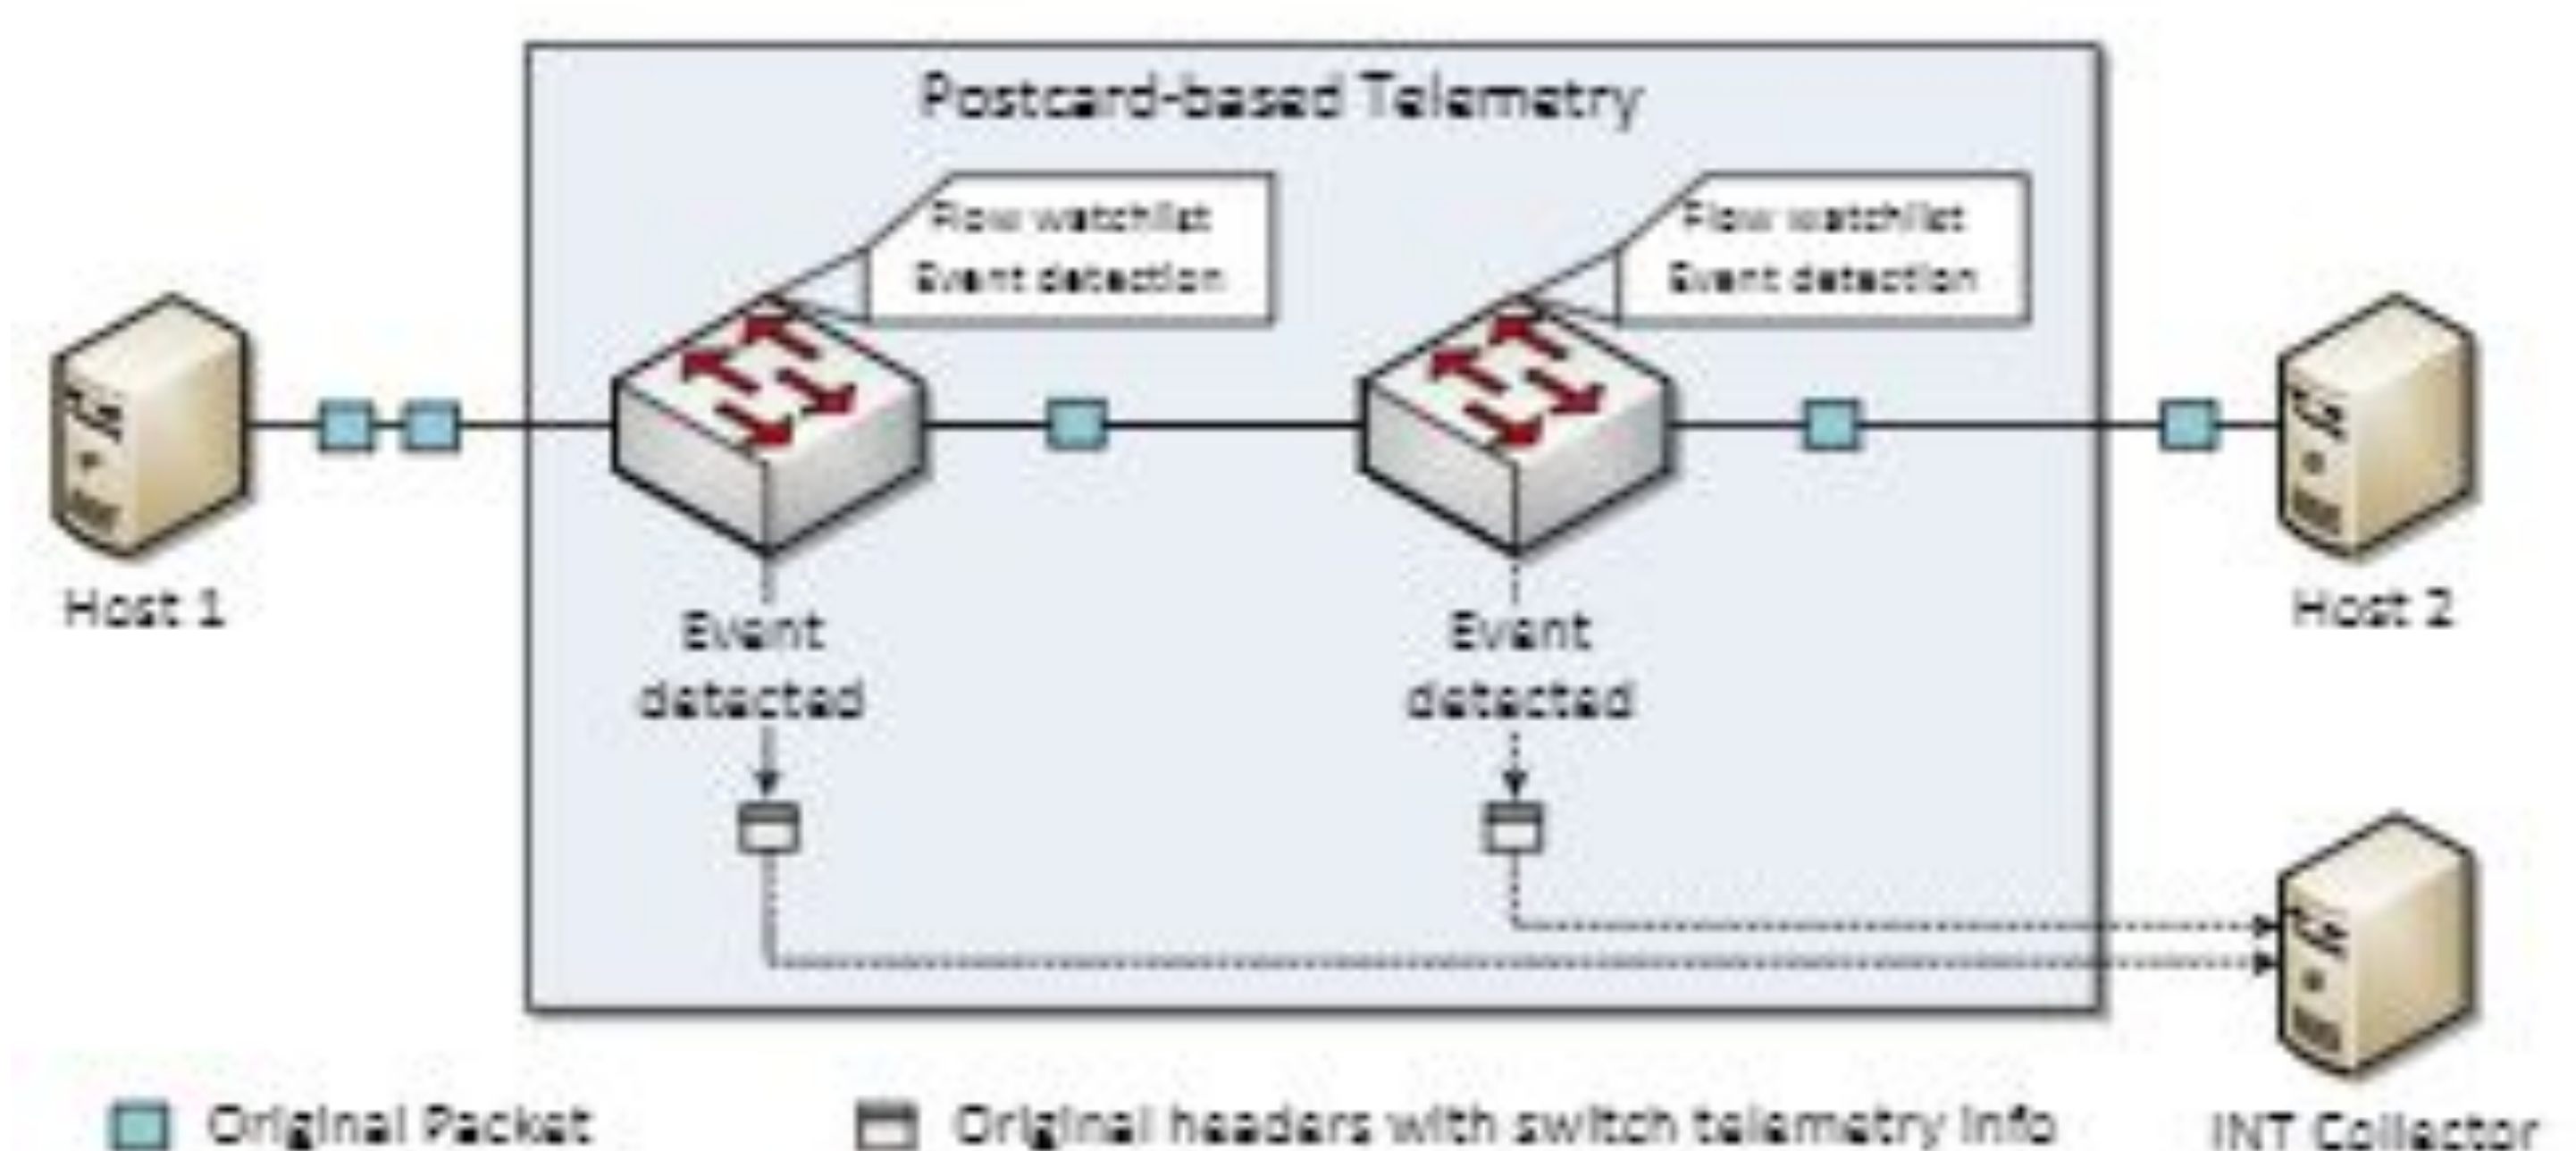 Postcard-based Telemetry
Flow watchlist
Event detection
Flow watchlist
Event detection
Host 1
Host 2
Event
detected
Event
detected
Original Packet
Original headers with switch telemetry info
INT Collector